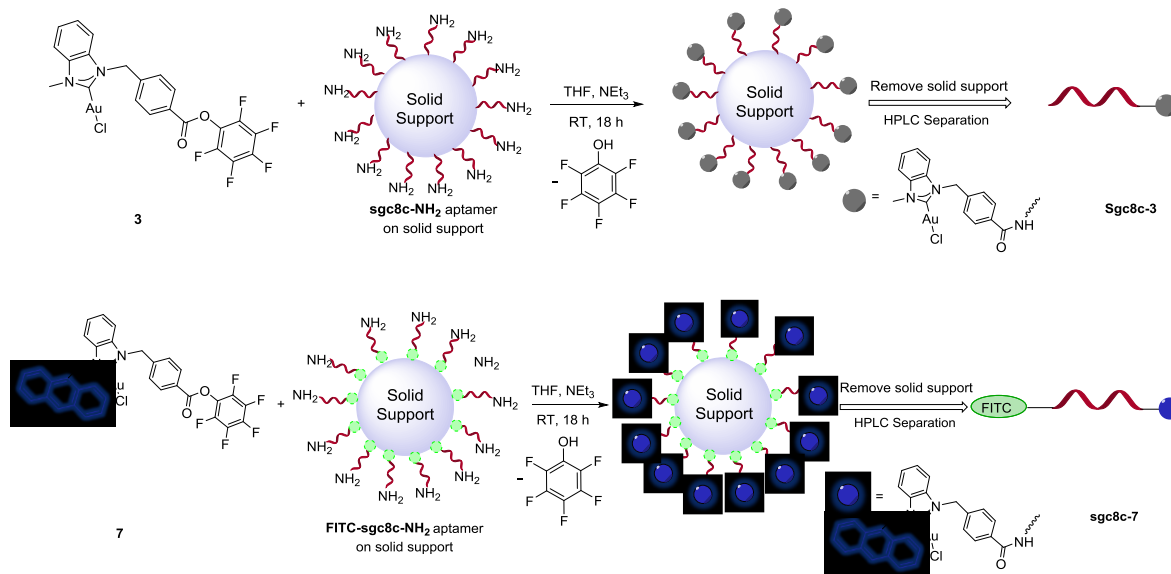 N
N
Au
Cl
O
O
F
F
F
F
F
3
+
NH2
NH2
NH2
NH2
NH2
NH2
NH2
NH2
NH2
NH2
NH2
NH2
NH2
NH2
Solid
Support
sgc8c-NH2 aptamer
on solid support
THF, NEt3
RT, 18 h
−
OH
F
F
F
F
F
Solid
Support
Remove solid support
HPLC Separation
=
N
N
Au
Cl
O
NH
Sgc8c-3
N
u
Cl
O
O
F
F
F
F
F
7
+
NH2
NH2
NH2
NH2
NH2
NH2
NH2
NH2
NH2
NH2
NH2
NH2
NH2
Solid
Support
FITC-sgc8c-NH2 aptamer
on solid support
THF, NEt3
RT, 18 h
−
OH
F
F
F
F
F
Solid
Support
Remove solid support
HPLC Separation
FITC
=
N
u
Cl
O
NH
sgc8c-7